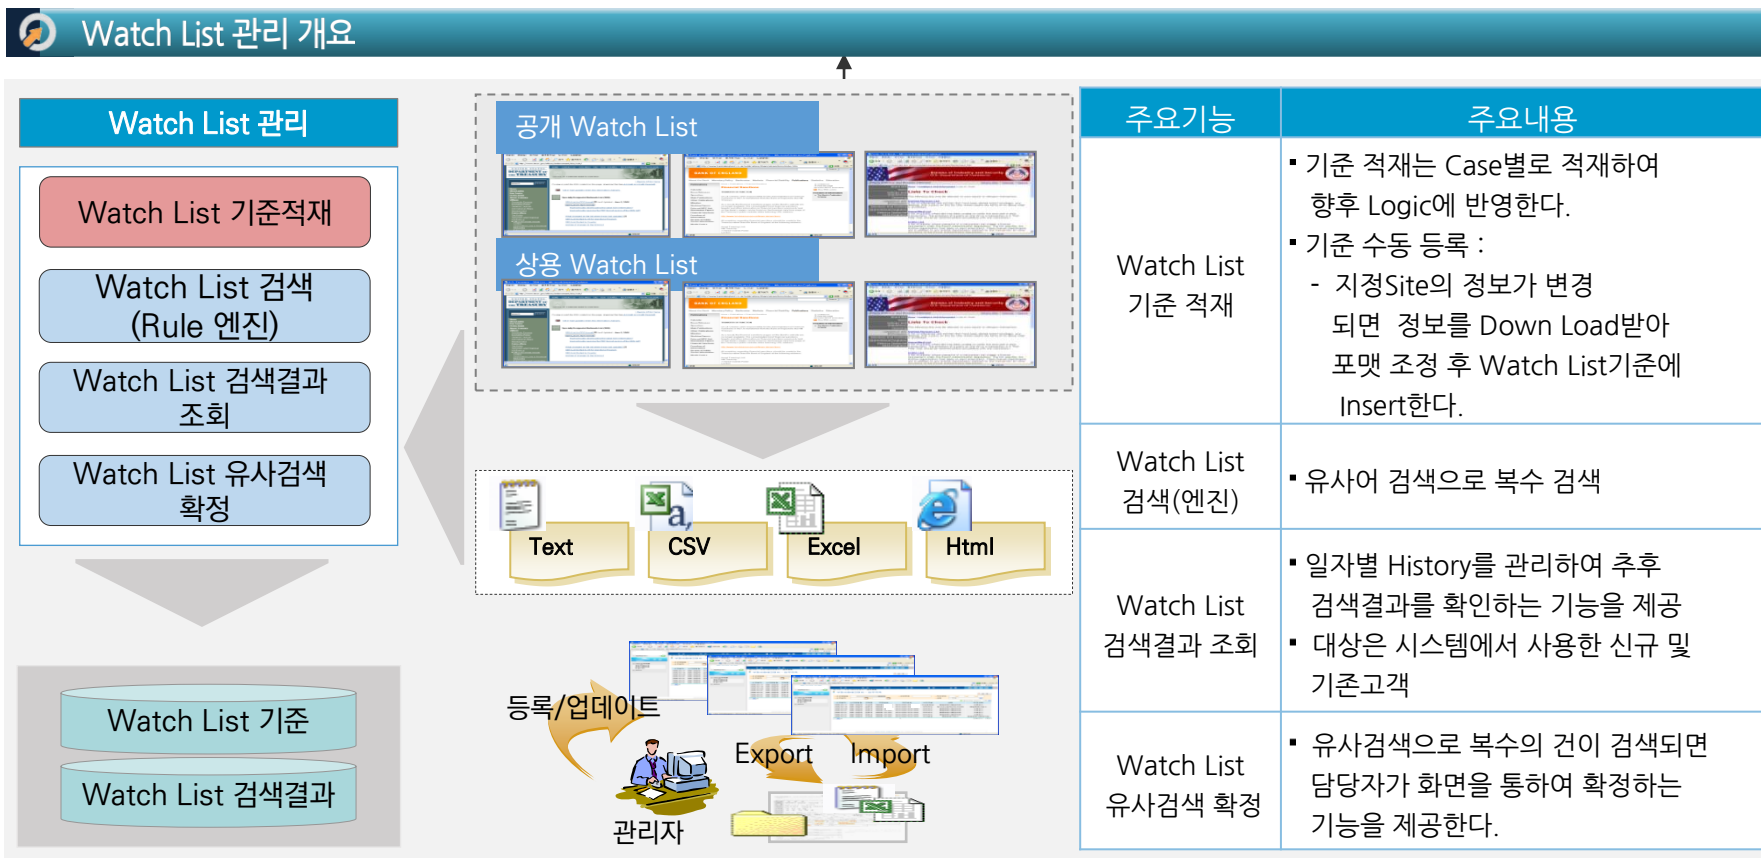 Watch List 관리 개요
Watch List 관리
Watch List 기준적재
Watch List 검색
(Rule 엔진)
Watch List 검색결과
조회
Watch List 유사검색
확정
Watch List 기준
Watch List 검색결과
공개 Watch List
BANK OF ENGLAND
상용 Watch List
BANK OF ENGLAND
Text
CSV
Excel
Html
등록/업데이트
Export
Import
관리자
주요기능
주요내용
Watch List
기준 적재
▪ 기준 적재는 Case별로 적재하여
향후 Logic에 반영한다.
▪ 기준 수동 등록 :
- 지정Site의 정보가 변경
되면 정보를 Down Load받아
포맷 조정 후 Watch List기준에
Insert한다.
Watch List
검색(엔진)
▪ 유사어 검색으로 복수 검색
Watch List
검색결과 조회
▪ 일자별 History를 관리하여 추후
검색결과를 확인하는 기능을 제공
▪ 대상은 시스템에서 사용한 신규 및
기존고객
Watch List
유사검색 확정
▪ 유사검색으로 복수의 건이 검색되면
담당자가 화면을 통하여 확정하는
기능을 제공한다.